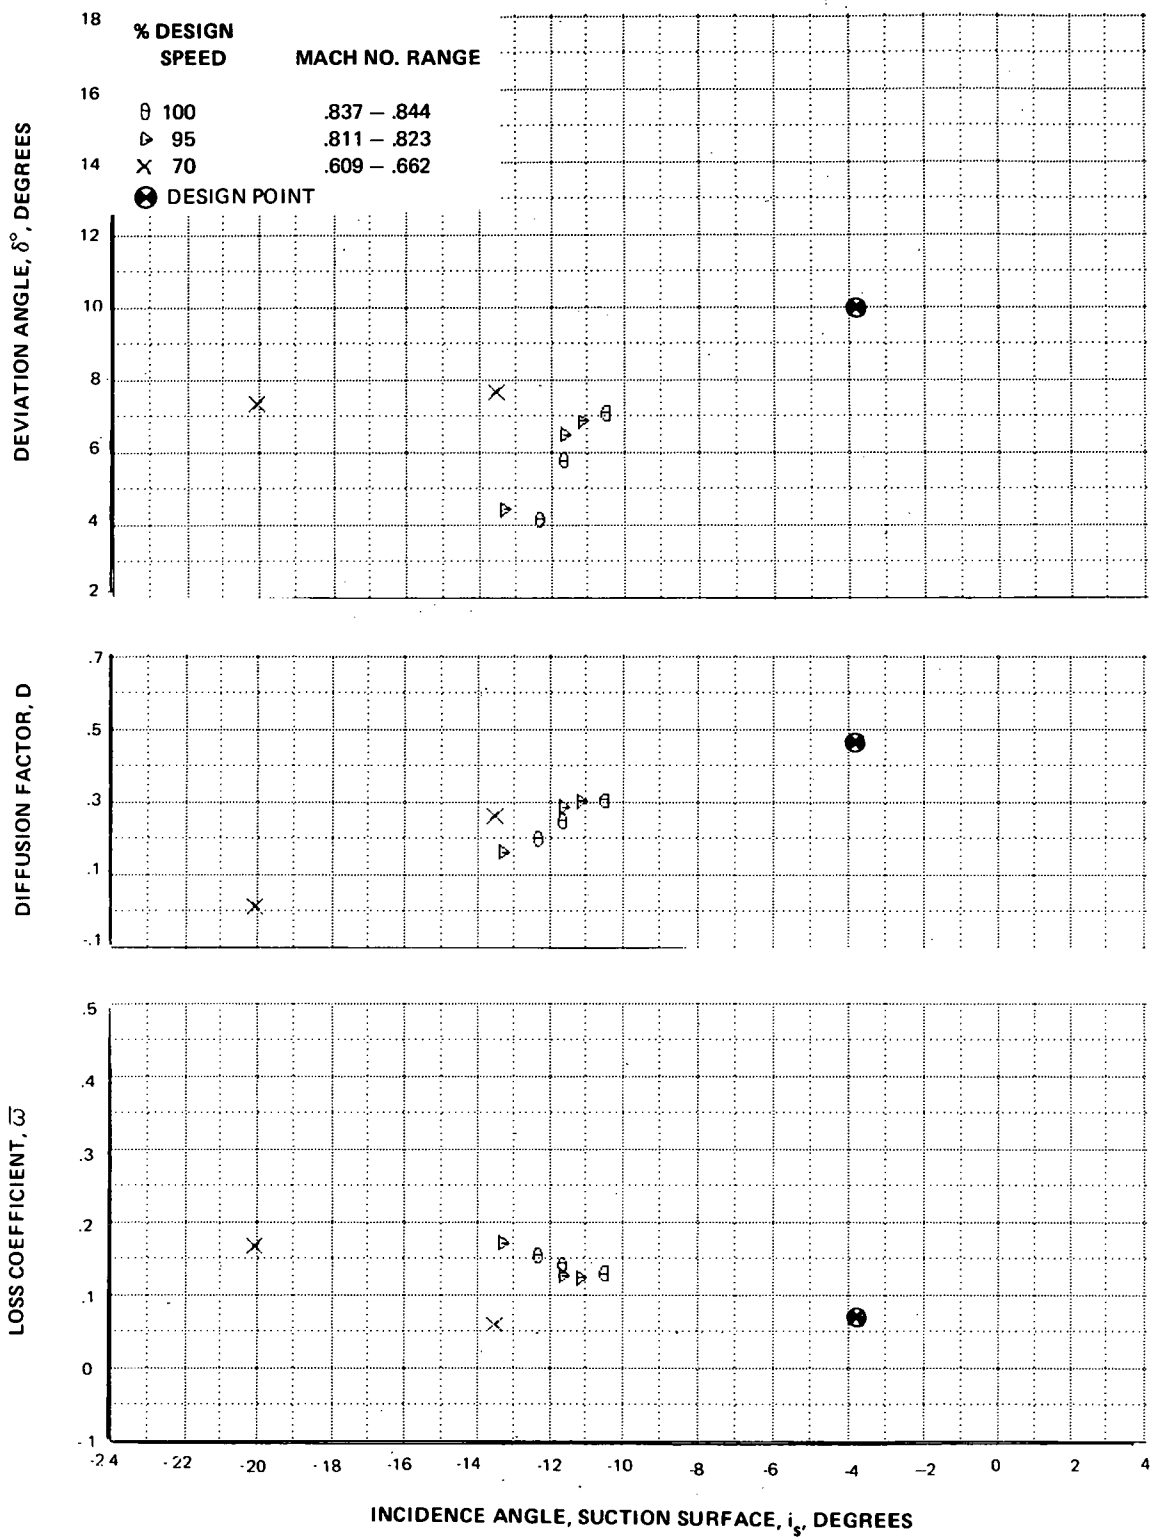 % DESIGN
SPEED MACH NO. RANGE
θ 100 .837 – .844
▷ 95 .811 – .823
× 70 .609 – .662
DESIGN POINT
DEVIATION ANGLE, δ°, DEGREES
18
16
14
12
10
8
6
4
2
DIFFUSION FACTOR, D
.7
.5
.3
.1
-.1
LOSS COEFFICIENT, ω̅
.5
.4
.3
.2
.1
0
-1
-24 -22 -20 -18 -16 -14 -12 -10 -8 -6 -4 -2 0 2 4
INCIDENCE ANGLE, SUCTION SURFACE, iₛ, DEGREES